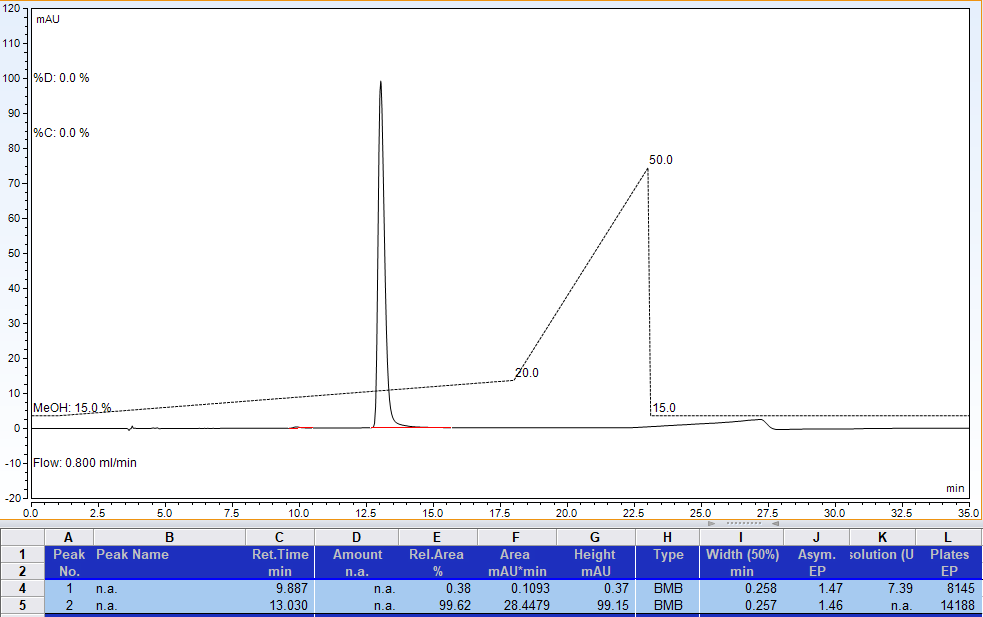 120
mAU
110
100
%D: 0.0 %
90
%C: 0.0 %
80
50.0
70
60
50
40
30
20
20.0
10
MeOH: 15.0 %
15.0
0
-10
Flow: 0.800 ml/min
min
-20
0.0 2.5 5.0 7.5 10.0 12.5 15.0 17.5 20.0 22.5 25.0 27.5 30.0 32.5 35.0
A B C D E F G H I J K L
1 Peak Peak Name Ret.Time Amount Rel.Area Area Height Type Width (50%) Asym. solution (U Plates
2 No. min n.a. % mAU*min mAU min EP EP
4 1 n.a. 9.887 n.a. 0.38 0.1093 0.37 BMB 0.258 1.47 7.39 8145
5 2 n.a. 13.030 n.a. 99.62 28.4479 99.15 BMB 0.257 1.46 n.a. 14188